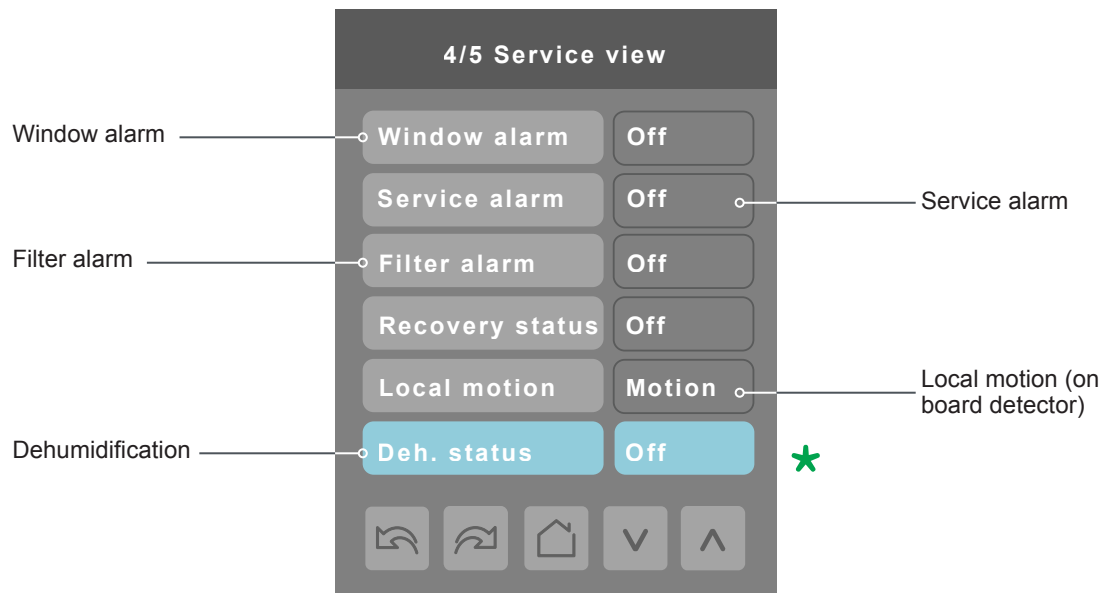 4/5 Service view
Window alarm
Window alarm
Off
Service alarm
Off
Service alarm
Filter alarm
Filter alarm
Off
Recovery status
Off
Local motion
Motion
Local motion (on
board detector)
Dehumidification
Deh. status
Off